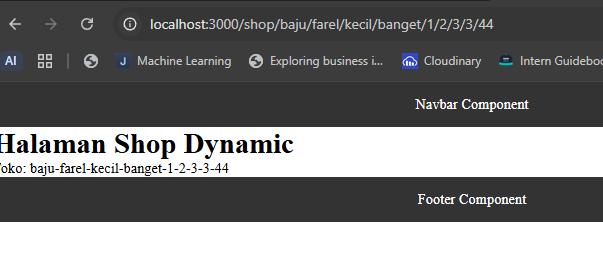 localhost:3000/shop/baju/farel/kecil/banget/1/2/3/3/44
AI J Machine Learning Exploring business i... Cloudinary Intern Guideboo
Navbar Component
Halaman Shop Dynamic
Toko: baju-farel-kecil-banget-1-2-3-3-44
Footer Component